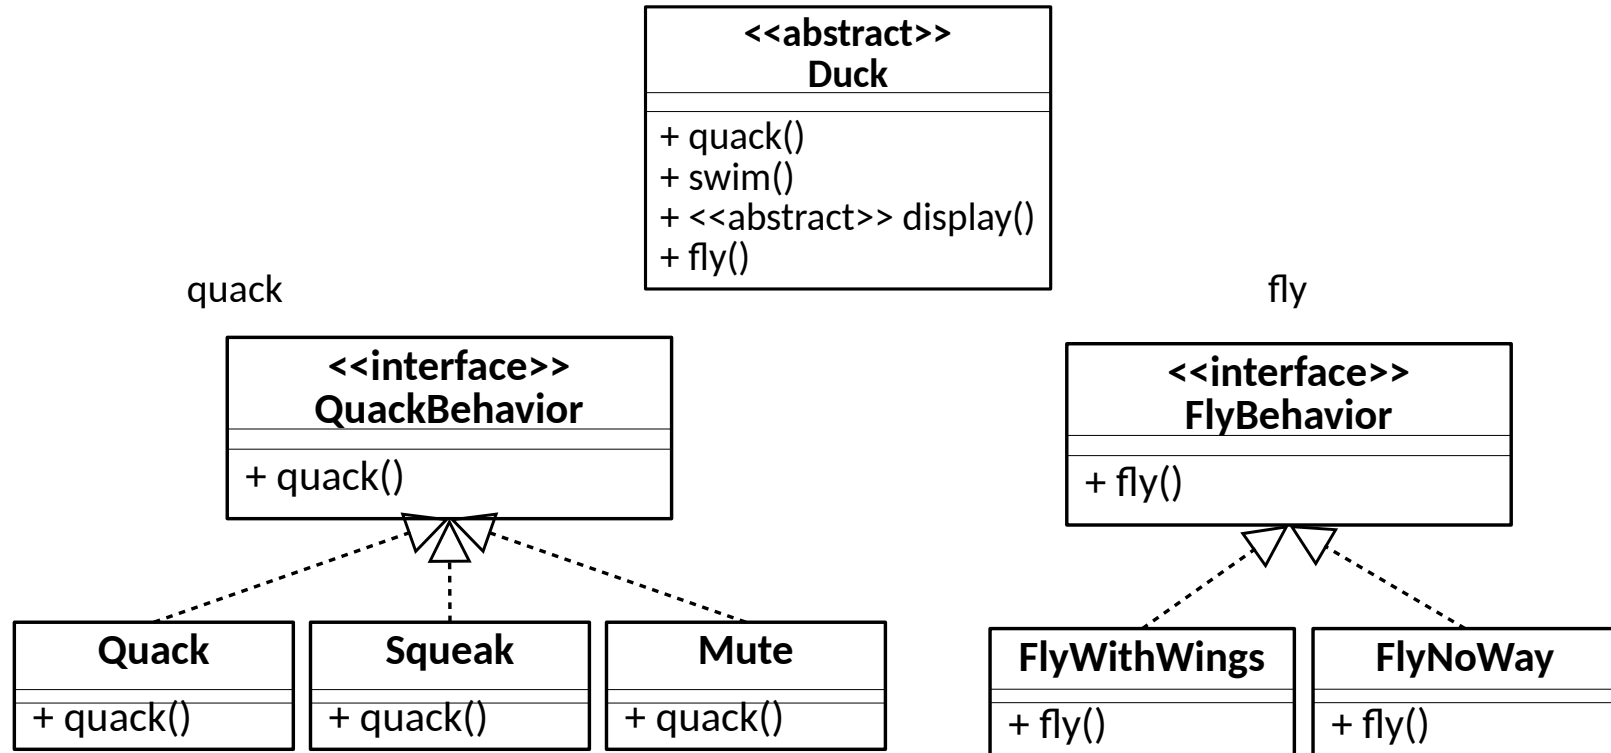 <<abstract>>
Duck
+ quack()
+ swim()
+ <<abstract>> display()
+ fly()
quack
fly
<<interface>>
QuackBehavior
+ quack()
<<interface>>
FlyBehavior
+ fly()
Quack
+ quack()
Squeak
+ quack()
Mute
+ quack()
FlyWithWings
+ fly()
FlyNoWay
+ fly()